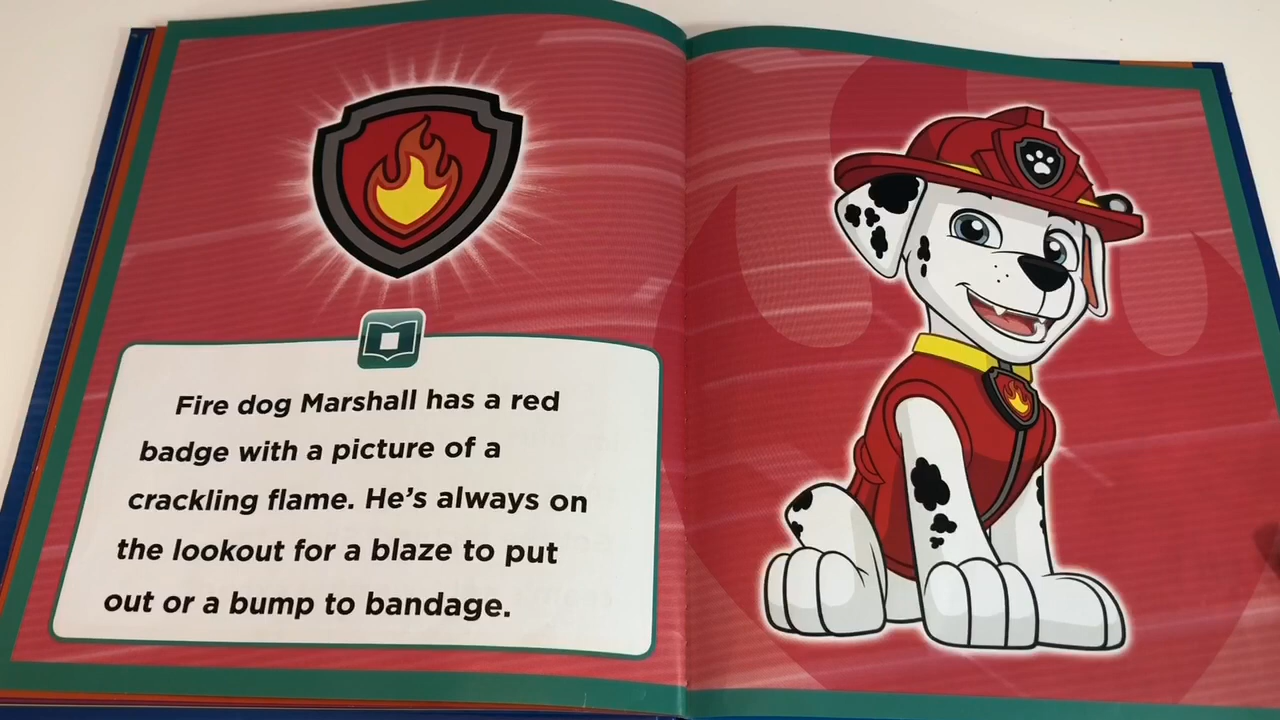 Fire dog Marshall has a red
badge with a picture of a
crackling flame. He's always on
the lookout for a blaze to put
out or a bump to bandage.